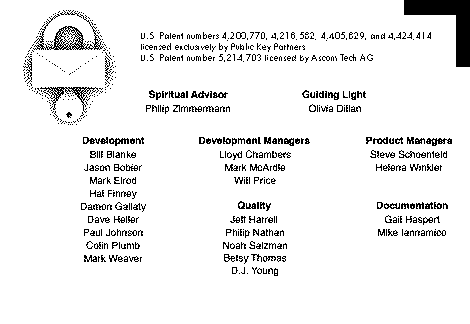 U.S. Patent numbers 4,200,770, 4,216,582, 4,405,829, and 4,424,414
licensed exclusively by Public Key Partners
U.S. Patent number 5,214,703 licensed by Ascom Tech AG
Spiritual Advisor
Philip Zimmermann
Guiding Light
Olivia Dillan
Development
Bill Blanke
Jason Bobier
Mark Elrod
Hal Finney
Damon Gallaty
Dave Heller
Paul Johnson
Colin Plumb
Mark Weaver
Development Managers
Lloyd Chambers
Mark McArdle
Will Price
Quality
Jeff Harrell
Philip Nathan
Noah Salzman
Betsy Thomas
D.J. Young
Product Managers
Steve Schoenfeld
Helena Winkler
Documentation
Gail Haspert
Mike Iannamico